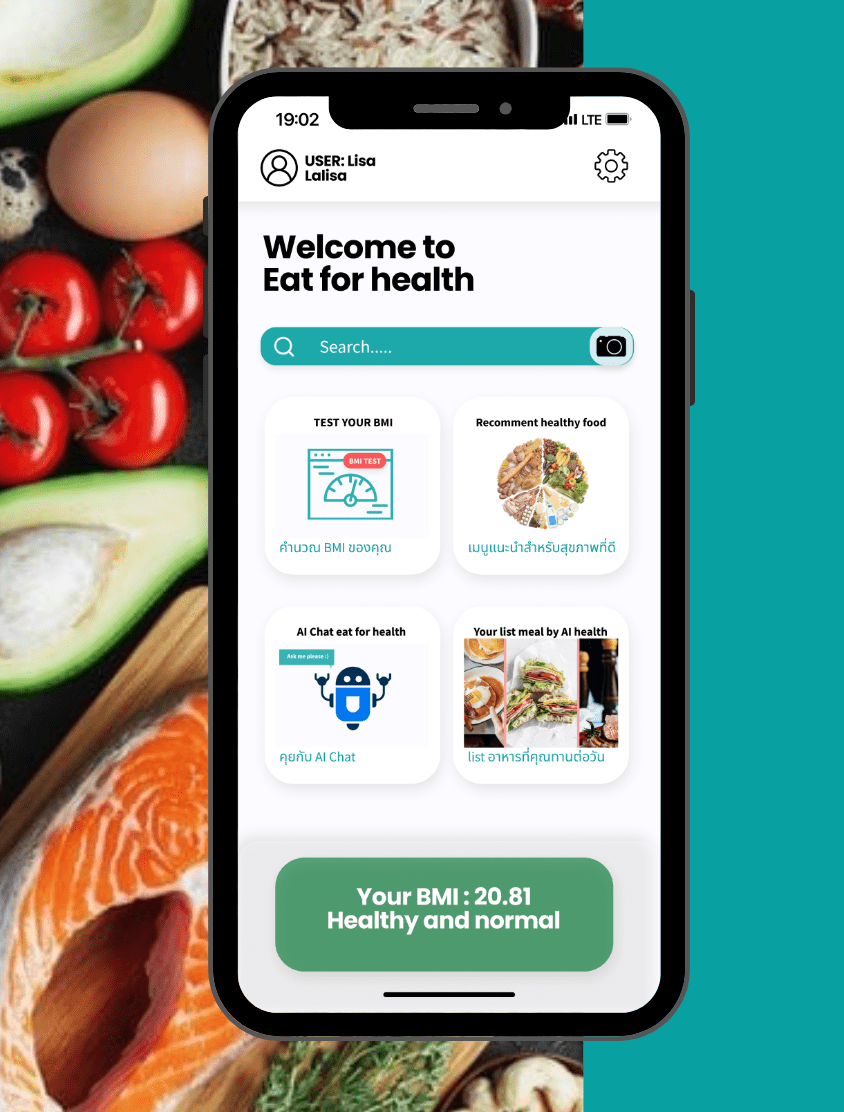 19:02
LTE
USER: Lisa
Lalisa
Welcome to
Eat for health
Search.....
TEST YOUR BMI
BMI TEST
คำนวณ BMI ของคุณ
Recomment healthy food
เมนูแนะนำสำหรับสุขภาพที่ดี
AI Chat eat for health
Ask me please :)
คุยกับ AI Chat
Your list meal by AI health
list อาหารที่คุณทานต่อวัน
Your BMI : 20.81
Healthy and normal